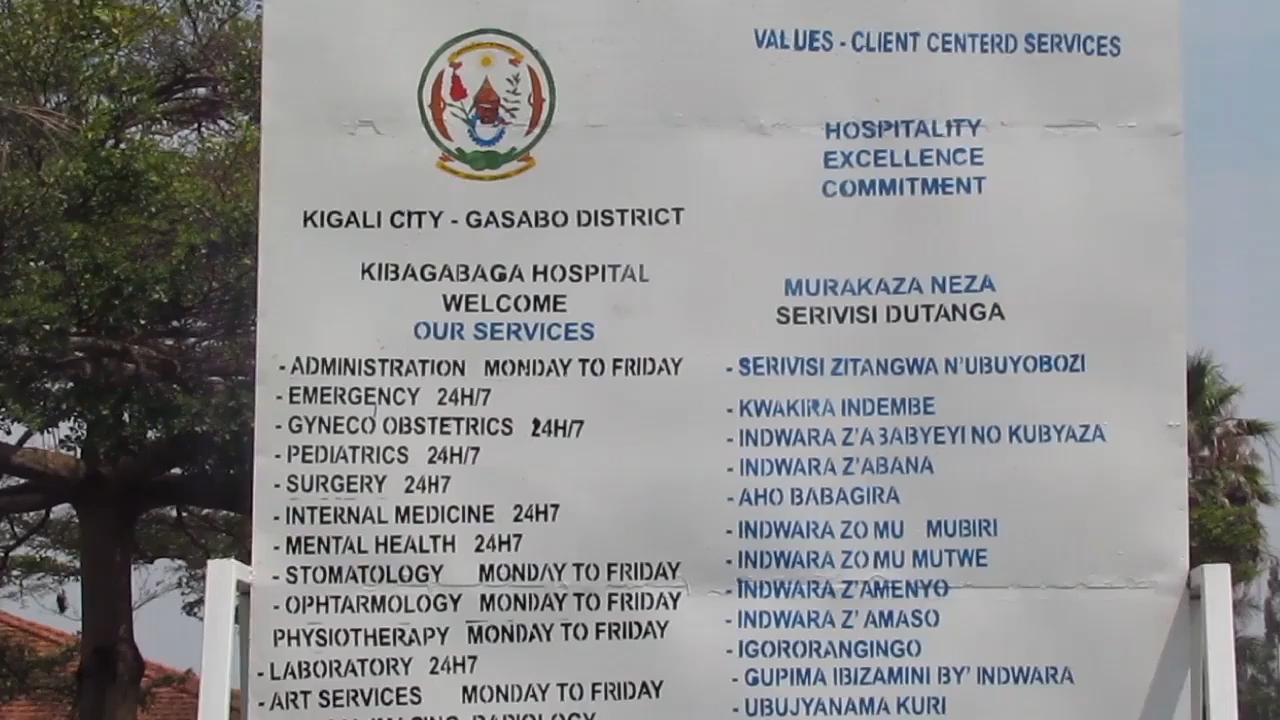 VALUES - CLIENT CENTERD SERVICES
HOSPITALITY
EXCELLENCE
COMMITMENT
KIGALI CITY - GASABO DISTRICT
KIBAGABAGA HOSPITAL
WELCOME
OUR SERVICES
- ADMINISTRATION MONDAY TO FRIDAY
- EMERGENCY 24H/7
- GYNECO OBSTETRICS 24H/7
- PEDIATRICS 24H/7
- SURGERY 24H7
- INTERNAL MEDICINE 24H7
- MENTAL HEALTH 24H7
- STOMATOLOGY MONDAY TO FRIDAY
- OPHTARMOLOGY MONDAY TO FRIDAY
PHYSIOTHERAPY MONDAY TO FRIDAY
- LABORATORY 24H7
- ART SERVICES MONDAY TO FRIDAY
RADIOLOGY
MURAKAZA NEZA
SERIVISI DUTANGA
- SERIVISI ZITANGWA N'UBUYOBOZI
- KWAKIRA INDEMBE
- INDWARA Z'ABABYEYI NO KUBYAZA
- INDWARA Z'ABANA
- AHO BABAGIRA
- INDWARA ZO MU MUBIRI
- INDWARA ZO MU MUTWE
- INDWARA Z'AMENYO
- INDWARA Z' AMASO
- IGORORANGINGO
- GUPIMA IBIZAMINI BY' INDWARA
- UBUJYANAMA KURI